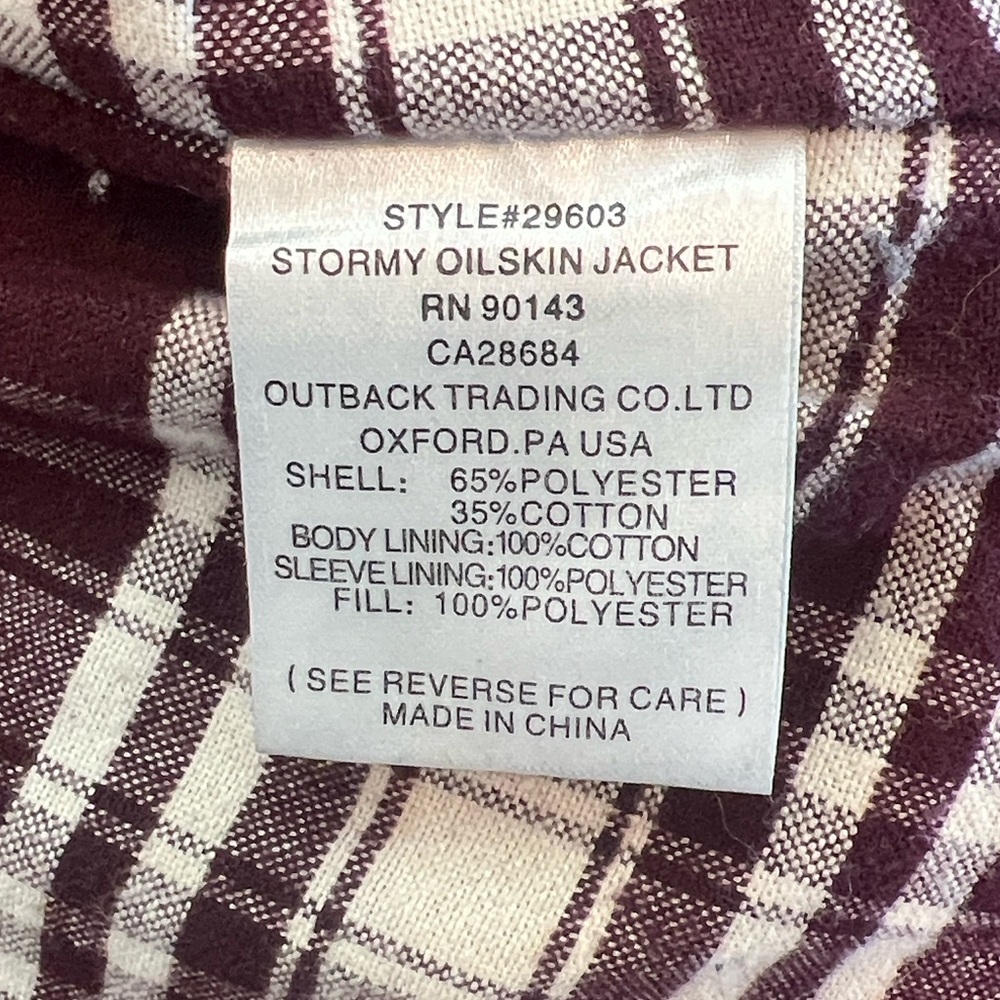 STYLE#29603
STORMY OILSKIN JACKET
RN 90143
CA28684
OUTBACK TRADING CO.LTD
OXFORD.PA USA
SHELL: 65%POLYESTER
35%COTTON
BODY LINING:100%COTTON
SLEEVE LINING:100%POLYESTER
FILL: 100%POLYESTER
( SEE REVERSE FOR CARE )
MADE IN CHINA